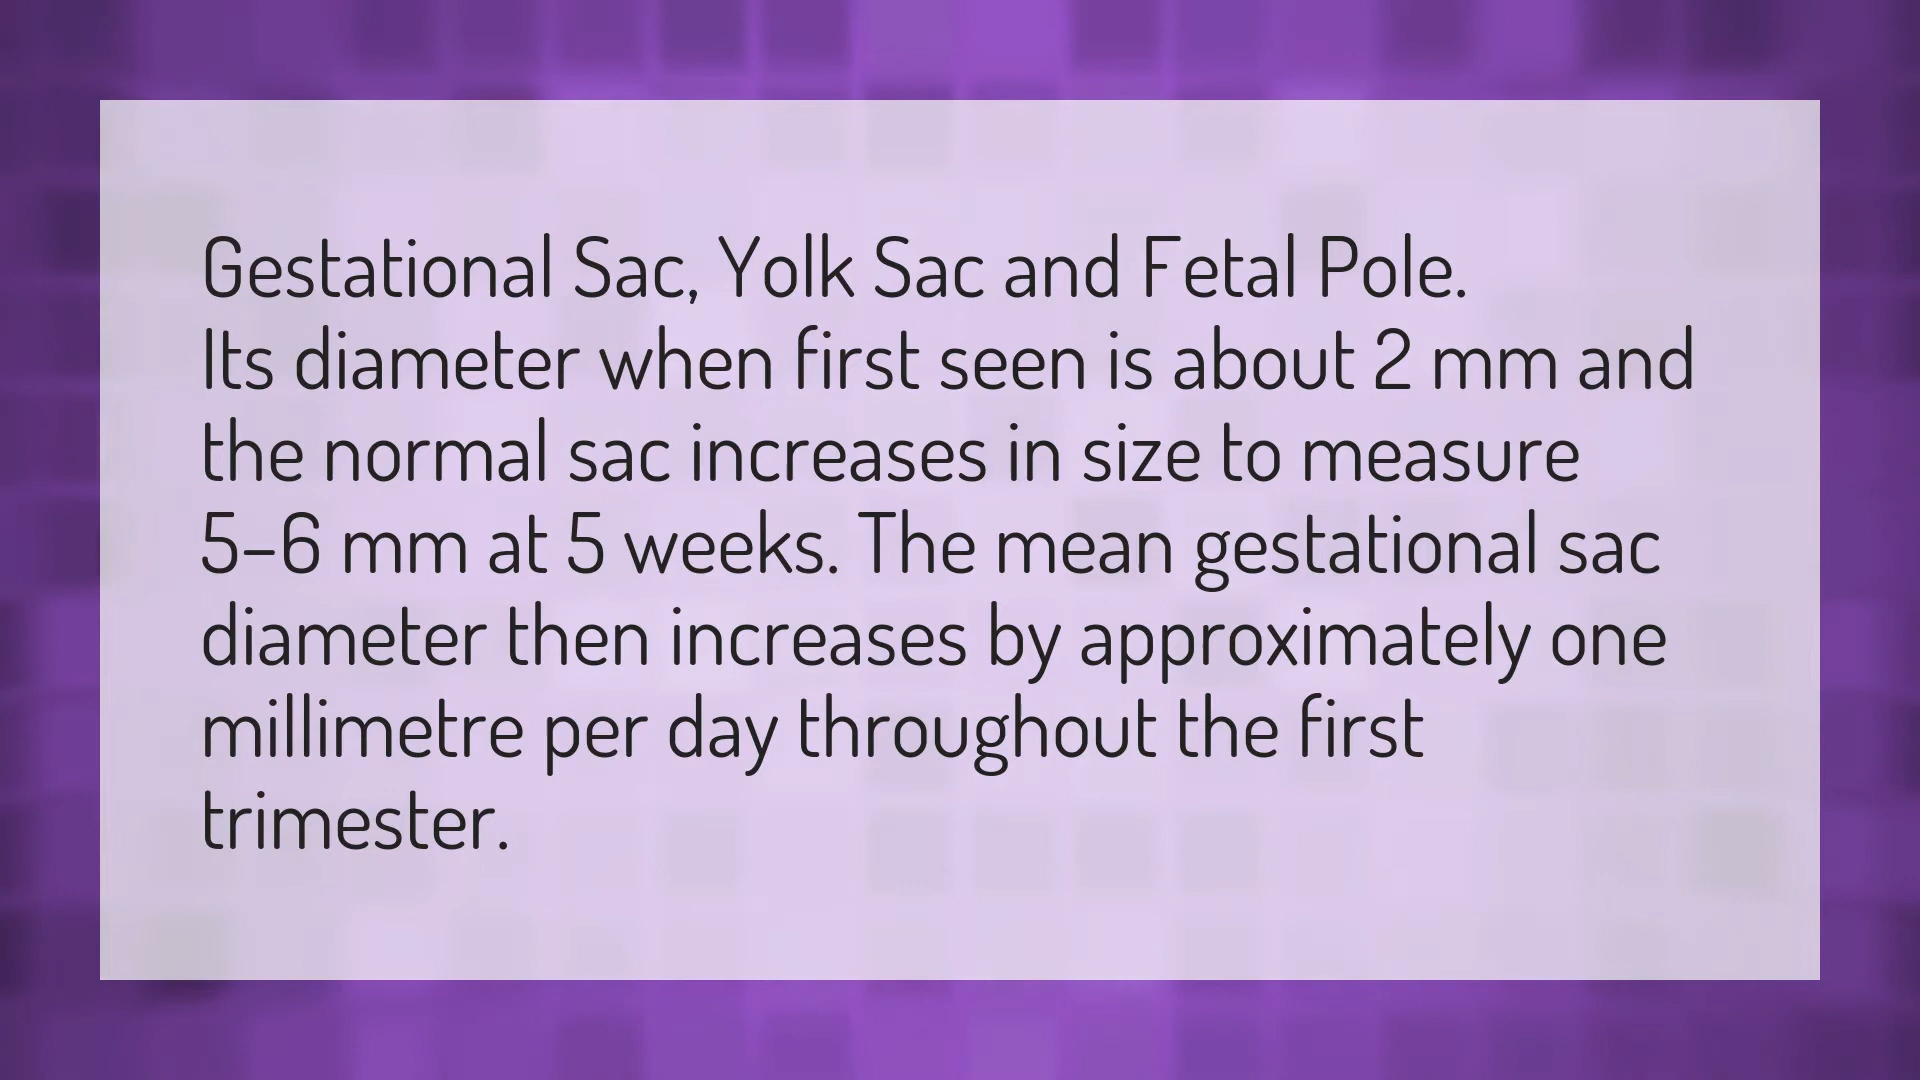 Gestational Sac, Yolk Sac and Fetal Pole.
Its diameter when first seen is about 2 mm and
the normal sac increases in size to measure
5–6 mm at 5 weeks. The mean gestational sac
diameter then increases by approximately one
millimetre per day throughout the first
trimester.